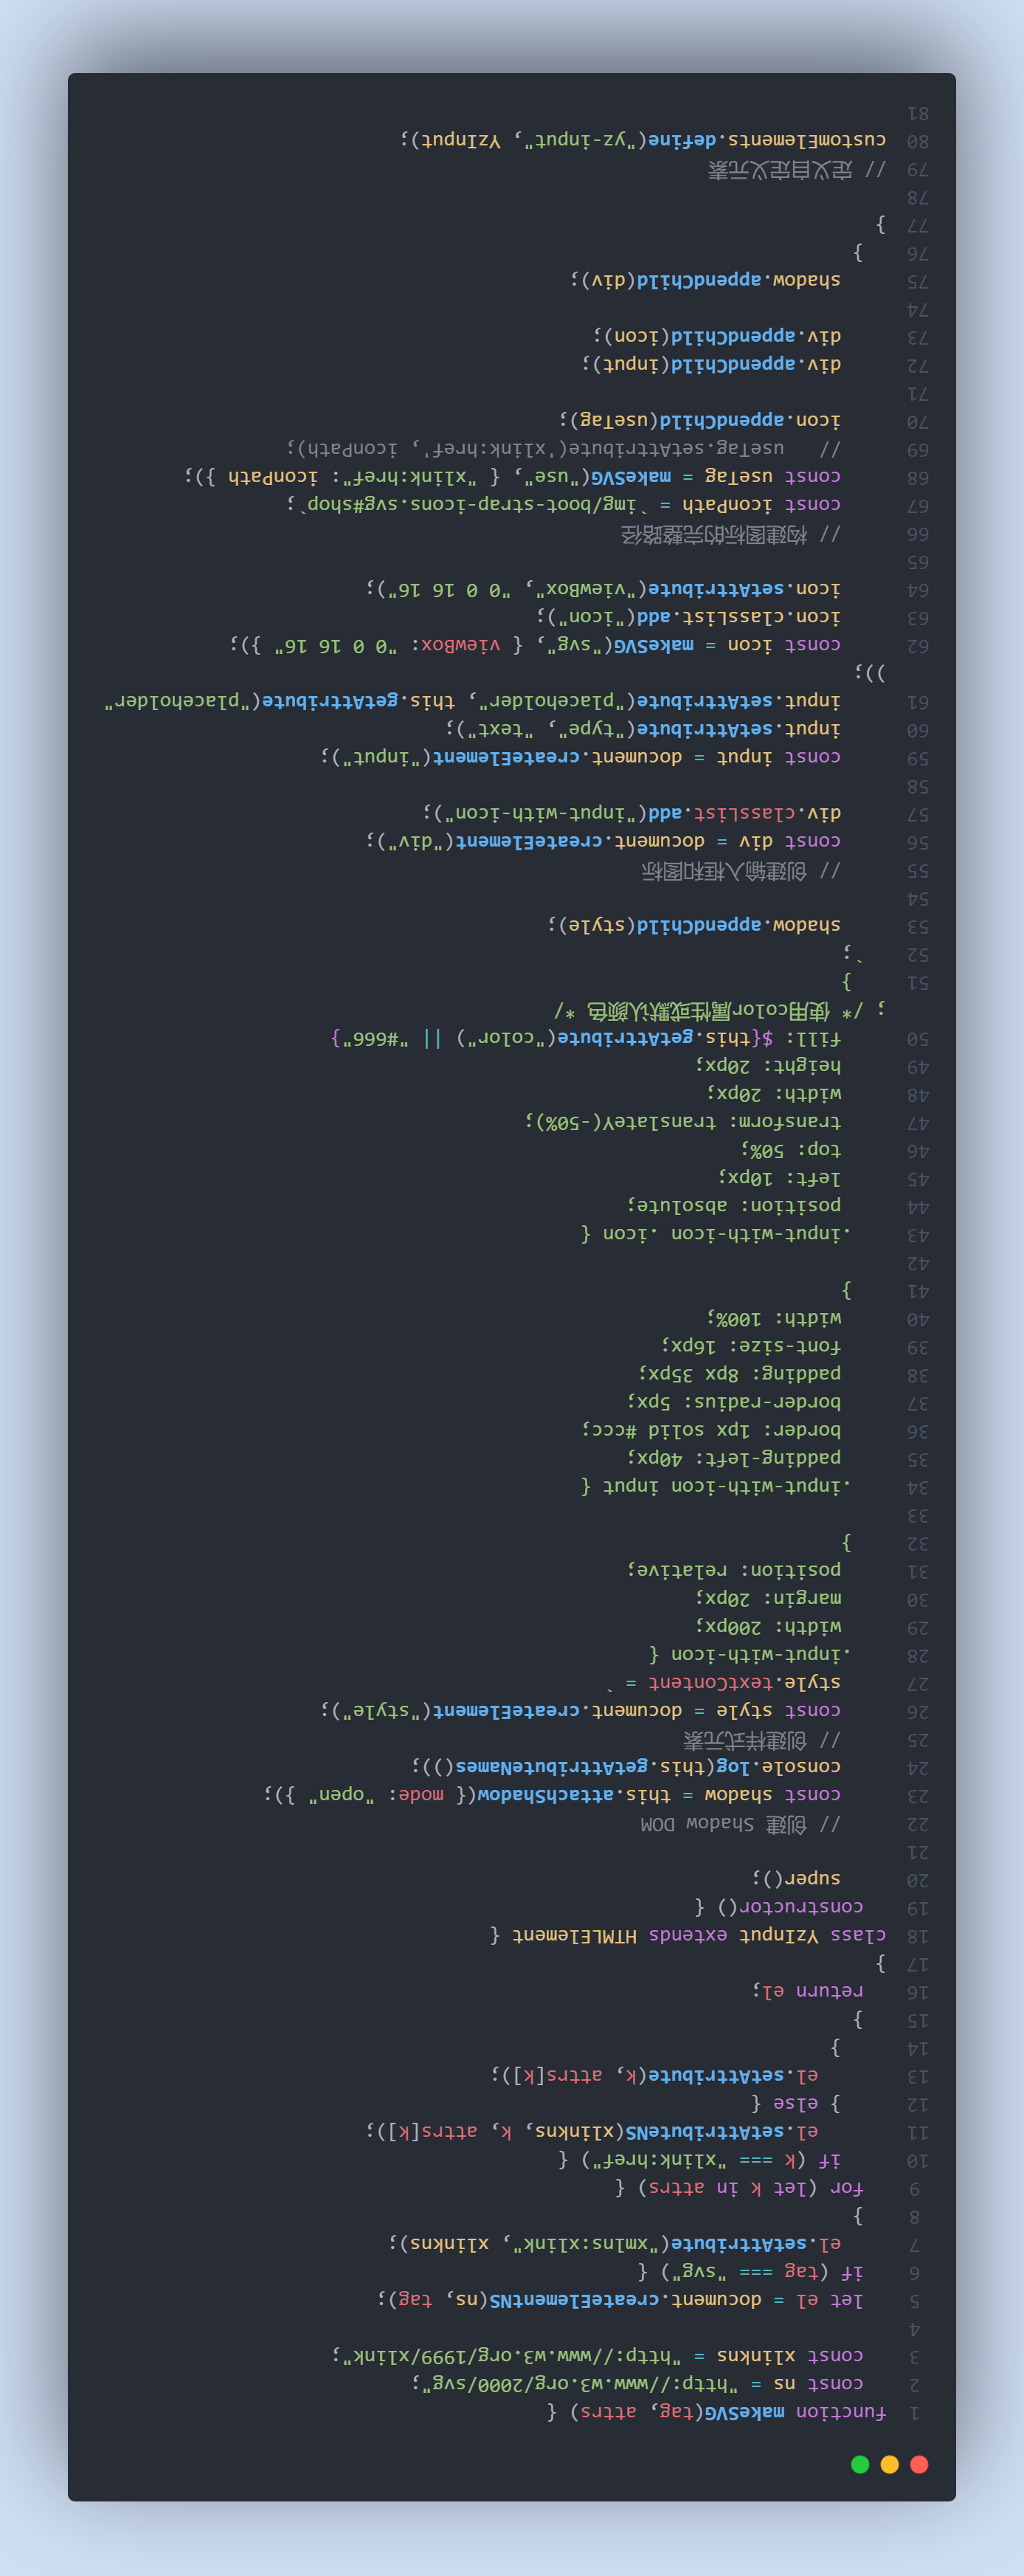 1 function makeSVG(tag, attrs) {
2   const ns = "http://www.w3.org/2000/svg";
3   const xlinkns = "http://www.w3.org/1999/xlink";
4
5   let el = document.createElementNS(ns, tag);
6   if (tag === "svg") {
7     el.setAttribute("xmlns:xlink", xlinkns);
8   }
9   for (let k in attrs) {
10     if (k === "xlink:href") {
11       el.setAttributeNS(xlinkns, k, attrs[k]);
12     } else {
13       el.setAttribute(k, attrs[k]);
14     }
15   }
16   return el;
17 }
18 class YzInput extends HTMLElement {
19   constructor() {
20     super();
21
22     // 创建 Shadow DOM
23     const shadow = this.attachShadow({ mode: "open" });
24     console.log(this.getAttributeNames());
25     // 创建样式元素
26     const style = document.createElement("style");
27     style.textContent = `
28    .input-with-icon {
29     width: 200px;
30     margin: 20px;
31     position: relative;
32    }
33
34    .input-with-icon input {
35     padding-left: 40px;
36     border: 1px solid #ccc;
37     border-radius: 5px;
38     padding: 8px 35px;
39     font-size: 16px;
40     width: 100%;
41    }
42
43    .input-with-icon .icon {
44     position: absolute;
45     left: 10px;
46     top: 50%;
47     transform: translateY(-50%);
48     width: 20px;
49     height: 20px;
50     fill: ${this.getAttribute("color") || "#666"}
; /* 使用color属性或默认颜色 */
51    }
52   `;
53     shadow.appendChild(style);
54
55     // 创建输入框和图标
56     const div = document.createElement("div");
57     div.classList.add("input-with-icon");
58
59     const input = document.createElement("input");
60     input.setAttribute("type", "text");
61     input.setAttribute("placeholder", this.getAttribute("placeholder"
));
62     const icon = makeSVG("svg", { viewBox: "0 0 16 16" });
63     icon.classList.add("icon");
64     icon.setAttribute("viewBox", "0 0 16 16");
65
66     // 构建图标的完整路径
67     const iconPath = `img/boot-strap-icons.svg#shop`;
68     const useTag = makeSVG("use", { "xlink:href": iconPath });
69     //   useTag.setAttribute('xlink:href', iconPath);
70     icon.appendChild(useTag);
71
72     div.appendChild(input);
73     div.appendChild(icon);
74
75     shadow.appendChild(div);
76   }
77 }
78
79 // 定义自定义元素
80 customElements.define("yz-input", YzInput);
81